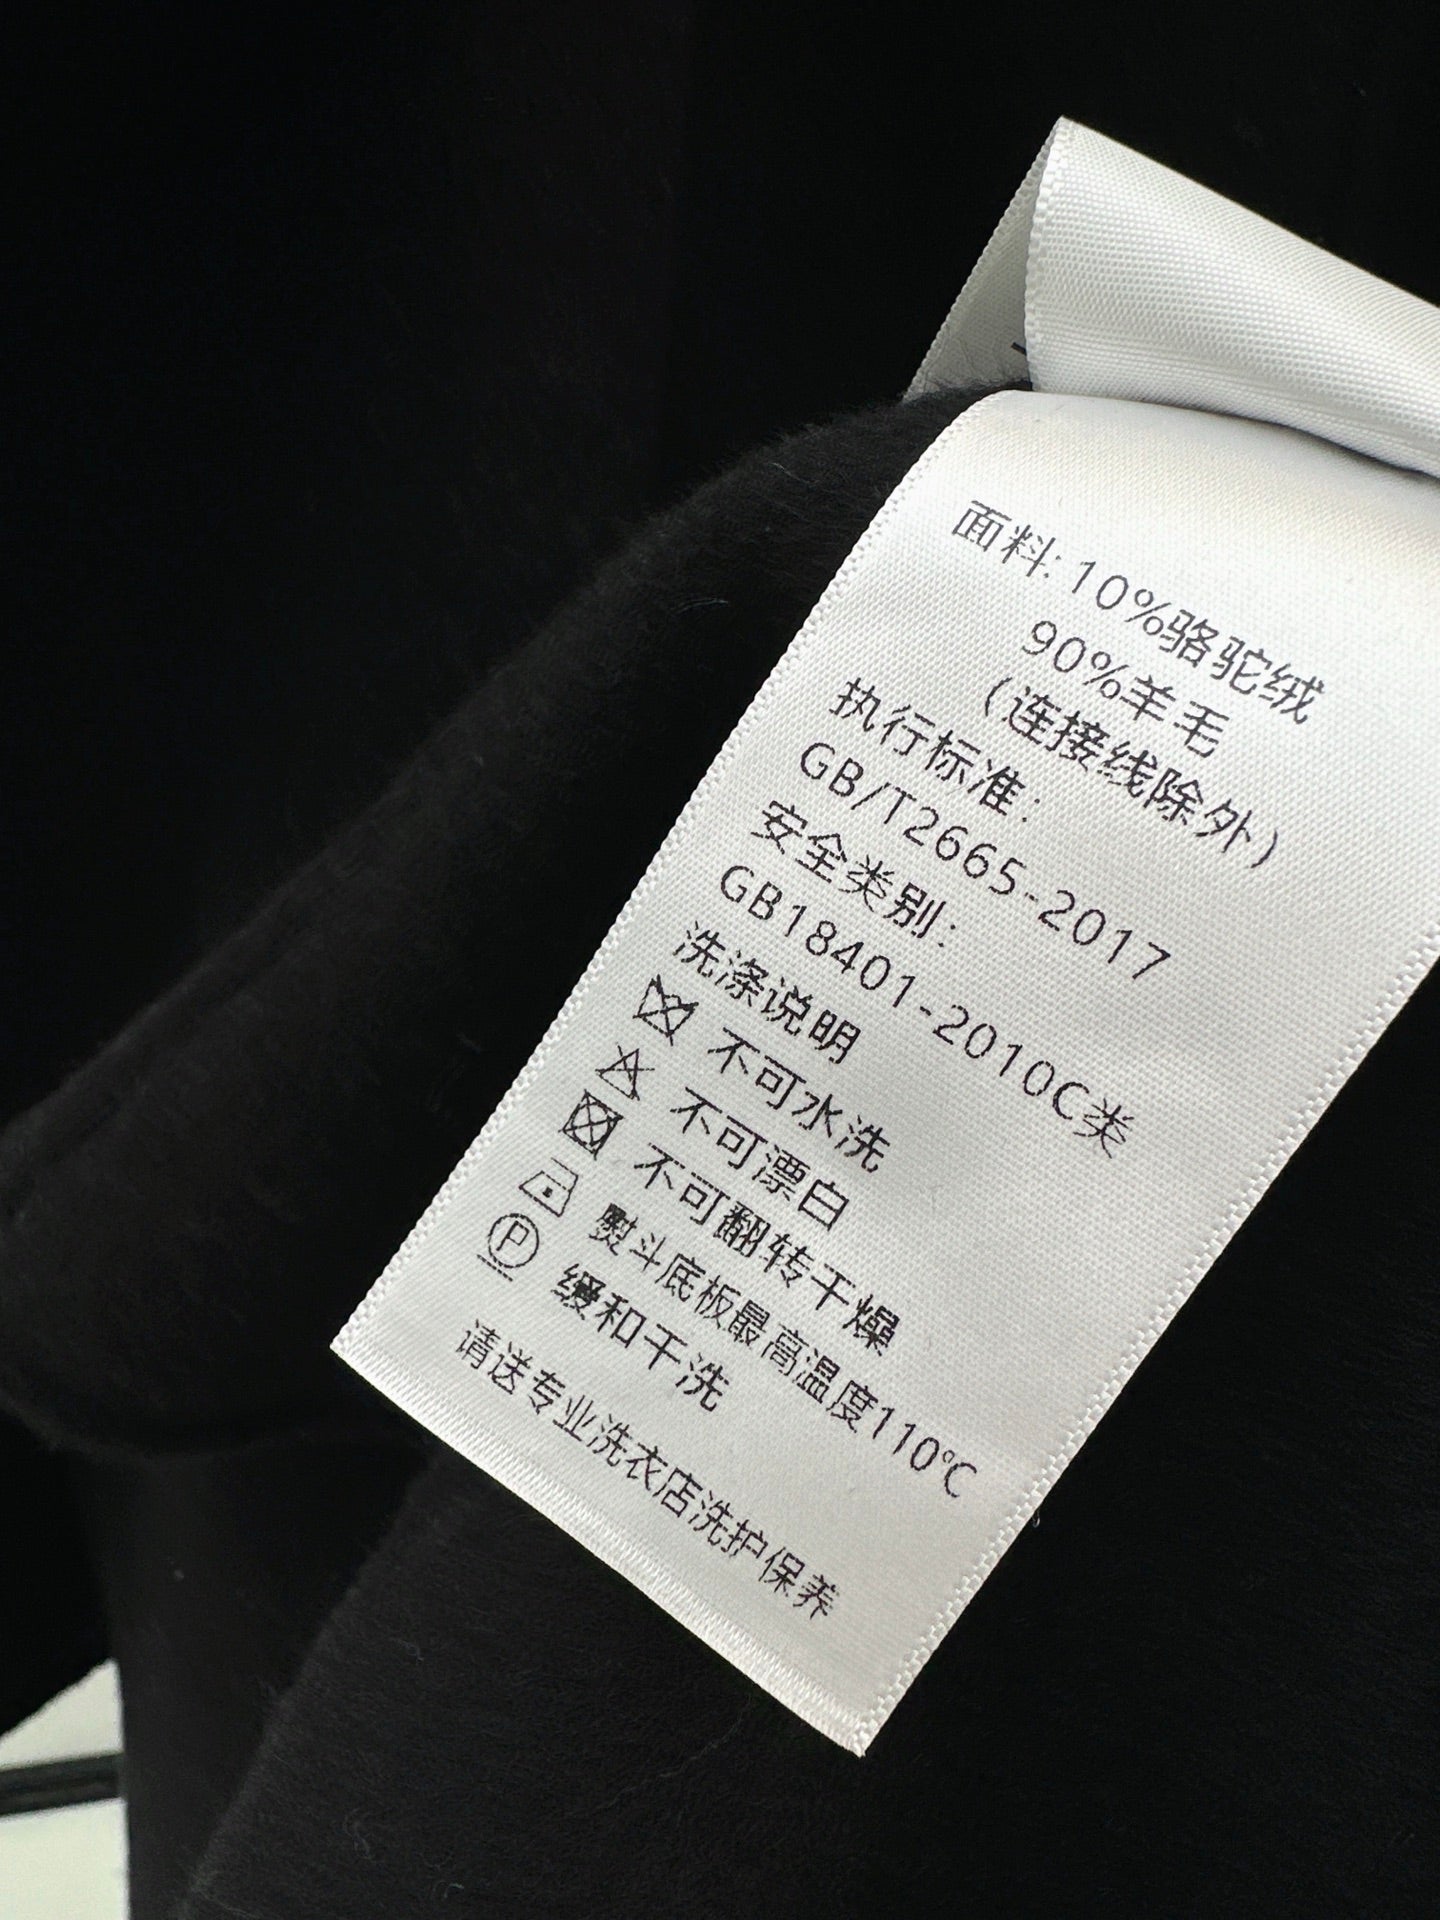 面料:10%骆驼绒
90%羊毛
(连接线除外)
执行标准:
GB/T2665-2017
安全类别:
GB18401-2010C类
洗涤说明
不可水洗
不可漂白
不可翻转干燥
熨斗底板最高温度110℃
P 缓和干洗
请送专业洗衣店洗护保养